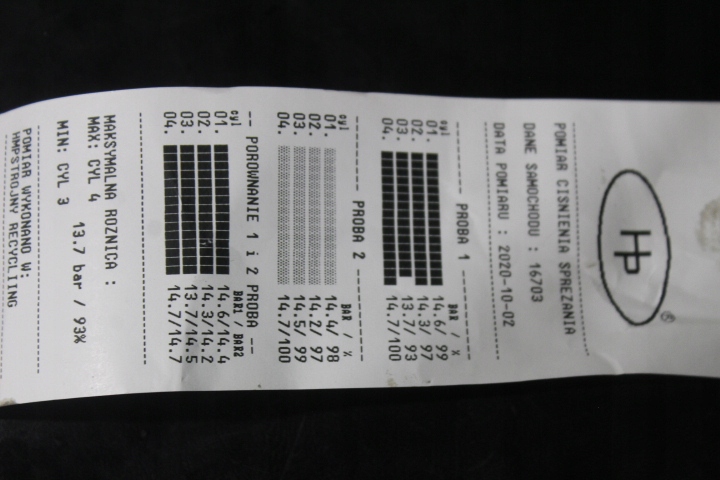 HP ®
POMIAR CISNIENIA SPREZANIA
DANE SAMOCHODU : 16703
DATA POMIARU : 2020-10-02
PROBA 1
cyl BAR / %
01. 14.6/ 99
02. 14.3/ 97
03. 13.7/ 93
04. 14.7/100
PROBA 2
cyl BAR / %
01. 14.4/ 98
02. 14.2/ 97
03. 14.5/ 99
04. 14.7/100
-- POROWNANIE 1 i 2 PROBA --
cyl BAR1 / BAR2
01. 14.6/14.4
02. 14.3/14.2
03. 13.7/14.5
04. 14.7/14.7
MAKSYMALNA ROZNICA :
MAX: CYL 4
13.7 bar / 93%
MIN: CYL 3
POMIAR WYKONANO W:
HMPSTROJNY RECYCLIING